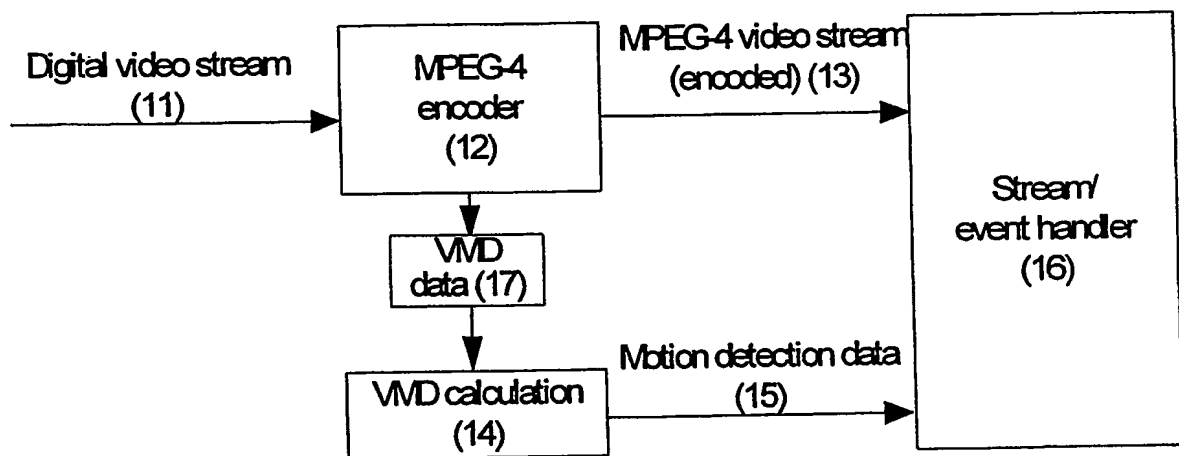 Digital video stream
(11)
MPEG-4
encoder
(12)
MPEG-4 video stream
(encoded) (13)
Stream/
event handler
(16)
VMD
data (17)
VMD calculation
(14)
Motion detection data
(15)